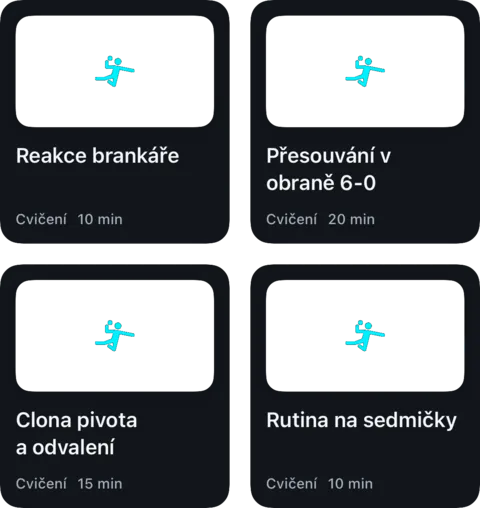 Reakce brankáře
Cvičení 10 min
Přesouvání v
obraně 6-0
Cvičení 20 min
Clona pivota
a odvalení
Cvičení 15 min
Rutina na sedmičky
Cvičení 10 min